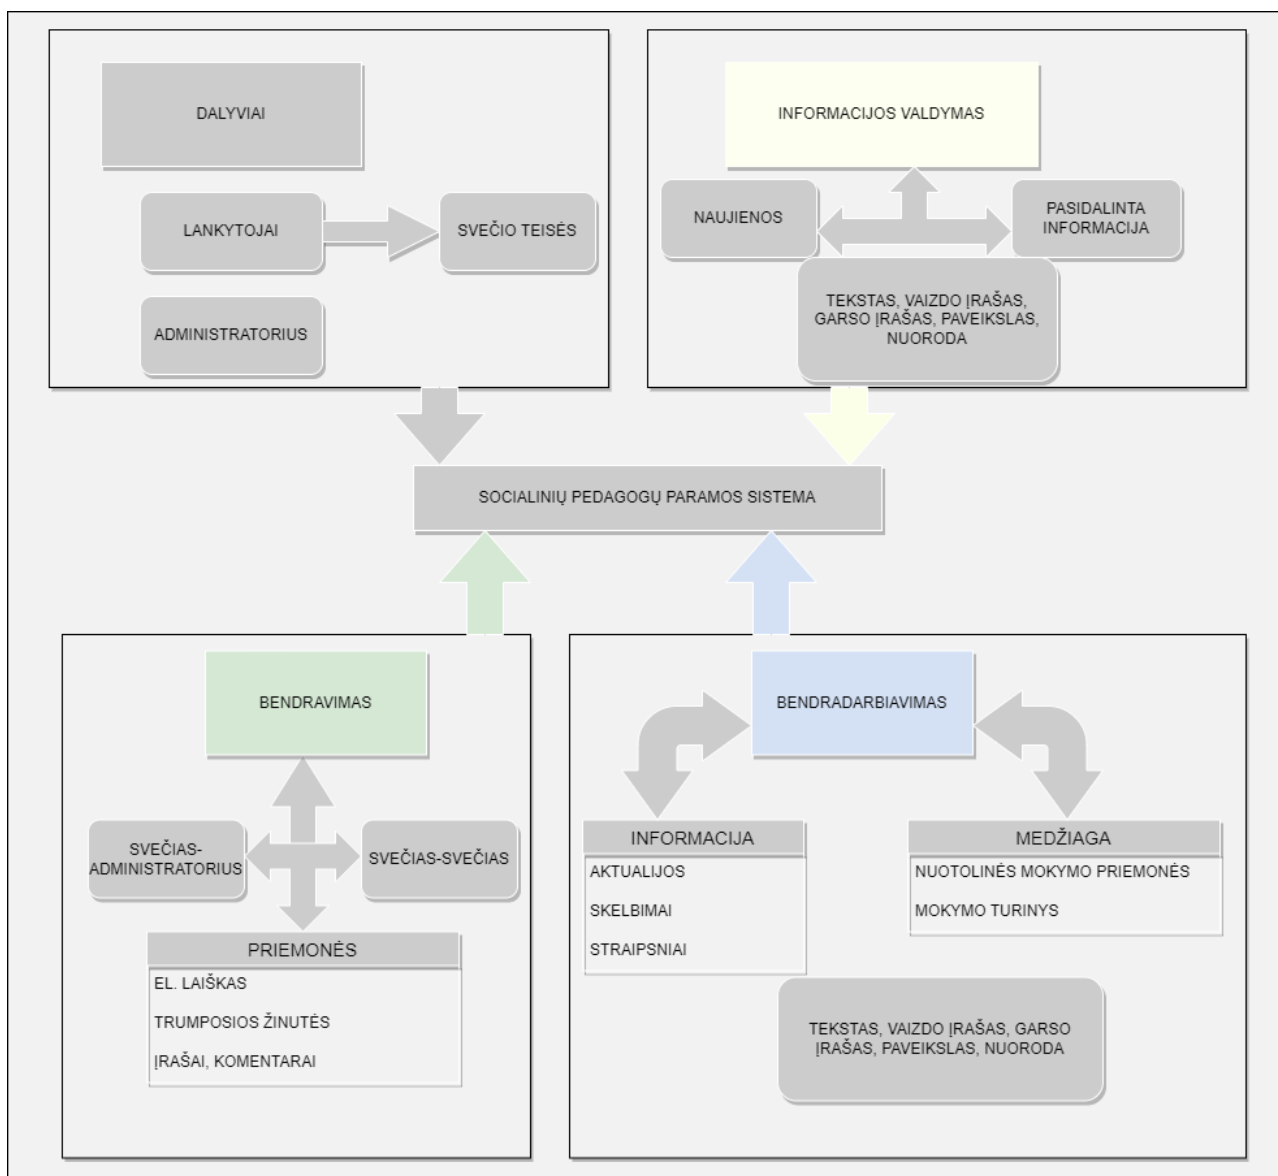 DALYVIAI
LANKYTOJAI
SVEČIO TEISĖS
ADMINISTRATORIUS
INFORMACIJOS VALDYMAS
NAUJIENOS
PASIDALINTA
INFORMACIJA
TEKSTAS, VAIZDO ĮRAŠAS,
GARSO ĮRAŠAS, PAVEIKSLAS,
NUORODA
SOCIALINIŲ PEDAGOGŲ PARAMOS SISTEMA
BENDRAVIMAS
SVEČIAS-
ADMINISTRATORIUS
SVEČIAS-SVEČIAS
PRIEMONĖS
EL. LAIŠKAS
TRUMPOSIOS ŽINUTĖS
ĮRAŠAI, KOMENTARAI
BENDRADARBIAVIMAS
INFORMACIJA
AKTUALIJOS
SKELBIMAI
STRAIPSNIAI
MEDŽIAGA
NUOTOLINĖS MOKYMO PRIEMONĖS
MOKYMO TURINYS
TEKSTAS, VAIZDO ĮRAŠAS, GARSO
ĮRAŠAS, PAVEIKSLAS, NUORODA